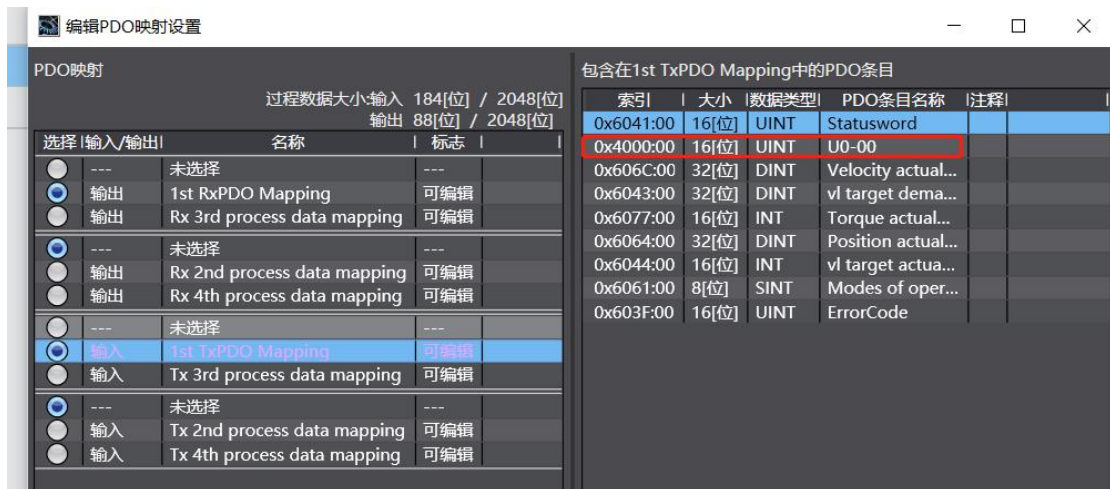 编辑PDO映射设置
PDO映射
过程数据大小:输入 184[位] / 2048[位]
输出 88[位] / 2048[位]
选择 输入/输出 名称 标志
--- 未选择 ---
输出 1st RxPDO Mapping 可编辑
输出 Rx 3rd process data mapping 可编辑
--- 未选择 ---
输出 Rx 2nd process data mapping 可编辑
输出 Rx 4th process data mapping 可编辑
--- 未选择 ---
输入 1st TxPDO Mapping 可编辑
输入 Tx 3rd process data mapping 可编辑
--- 未选择 ---
输入 Tx 2nd process data mapping 可编辑
输入 Tx 4th process data mapping 可编辑
包含在1st TxPDO Mapping中的PDO条目
索引 大小 数据类型 PDO条目名称 注释
0x6041:00 16[位] UINT Statusword
0x4000:00 16[位] UINT U0-00
0x606C:00 32[位] DINT Velocity actual...
0x6043:00 32[位] DINT vl target dema...
0x6077:00 16[位] INT Torque actual...
0x6064:00 32[位] DINT Position actual...
0x6044:00 16[位] INT vl target actua...
0x6061:00 8[位] SINT Modes of oper...
0x603F:00 16[位] UINT ErrorCode